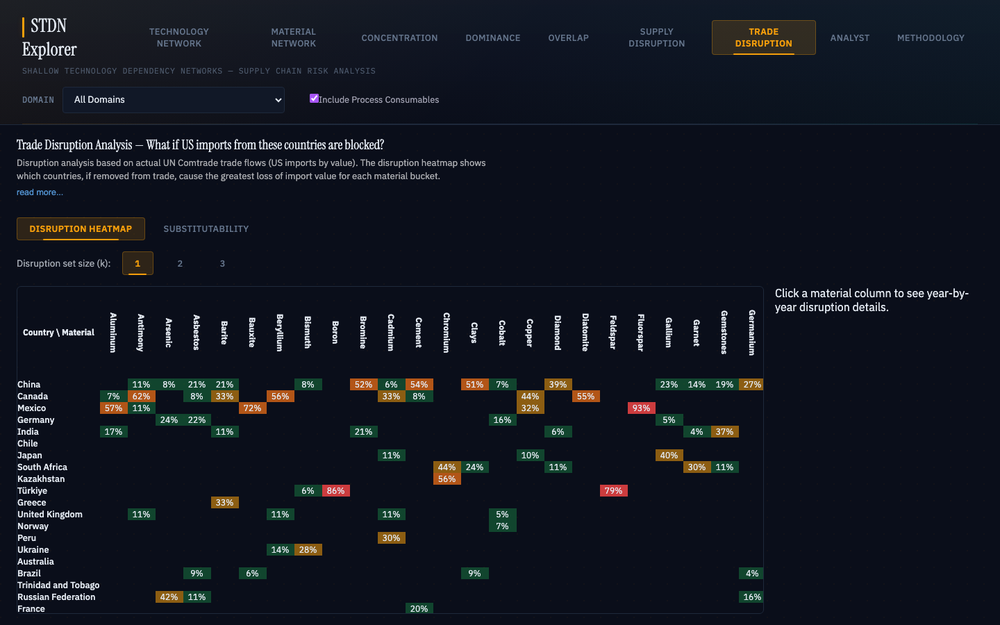 STDN
Explorer
TECHNOLOGY NETWORK
MATERIAL NETWORK
CONCENTRATION
DOMINANCE
OVERLAP
SUPPLY DISRUPTION
TRADE DISRUPTION
ANALYST
METHODOLOGY
SHALLOW TECHNOLOGY DEPENDENCY NETWORKS — SUPPLY CHAIN RISK ANALYSIS
DOMAIN All Domains Include Process Consumables
Trade Disruption Analysis — What if US imports from these countries are blocked?
Disruption analysis based on actual UN Comtrade trade flows (US imports by value). The disruption heatmap shows
which countries, if removed from trade, cause the greatest loss of import value for each material bucket.
read more...
DISRUPTION HEATMAP SUBSTITUTABILITY
Disruption set size (k): 1 2 3
Click a material column to see year-by-
year disruption details.
Country \ Material Aluminum Antimony Arsenic Asbestos Barite Bauxite Beryllium Bismuth Boron Bromine Cadmium Cement Chromium Clays Cobalt Copper Diamond Diatomite Feldspar Fluorspar Gallium Garnet Gemstones Germanium
China 11% 8% 21% 21% 8% 52% 6% 54% 51% 7% 39% 23% 14% 19% 27%
Canada 7% 62% 8% 33% 56% 33% 8% 44% 55%
Mexico 57% 11% 72% 32% 93%
Germany 24% 22% 16% 5%
India 17% 11% 21% 6% 4% 37%
Chile
Japan 11% 10% 40%
South Africa 44% 24% 11% 30% 11%
Kazakhstan 56%
Türkiye 6% 86% 79%
Greece 33%
United Kingdom 11% 11% 11% 5%
Norway 7%
Peru 30%
Ukraine 14% 28%
Australia
Brazil 9% 6% 9% 4%
Trinidad and Tobago
Russian Federation 42% 11% 16%
France 20%